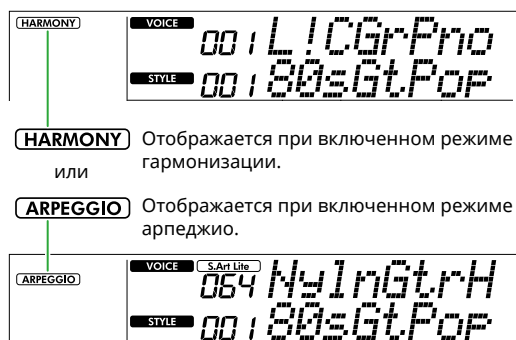 HARMONY
VOICE 001 L!CGrPno
STYLE 001 80sGtPop
HARMONY Отображается при включенном режиме
гармонизации.
или
ARPEGGIO Отображается при включенном режиме
арпеджио.
ARPEGGIO
VOICE S.Art Lite
064 NylnGtrH
STYLE 001 80sGtPop